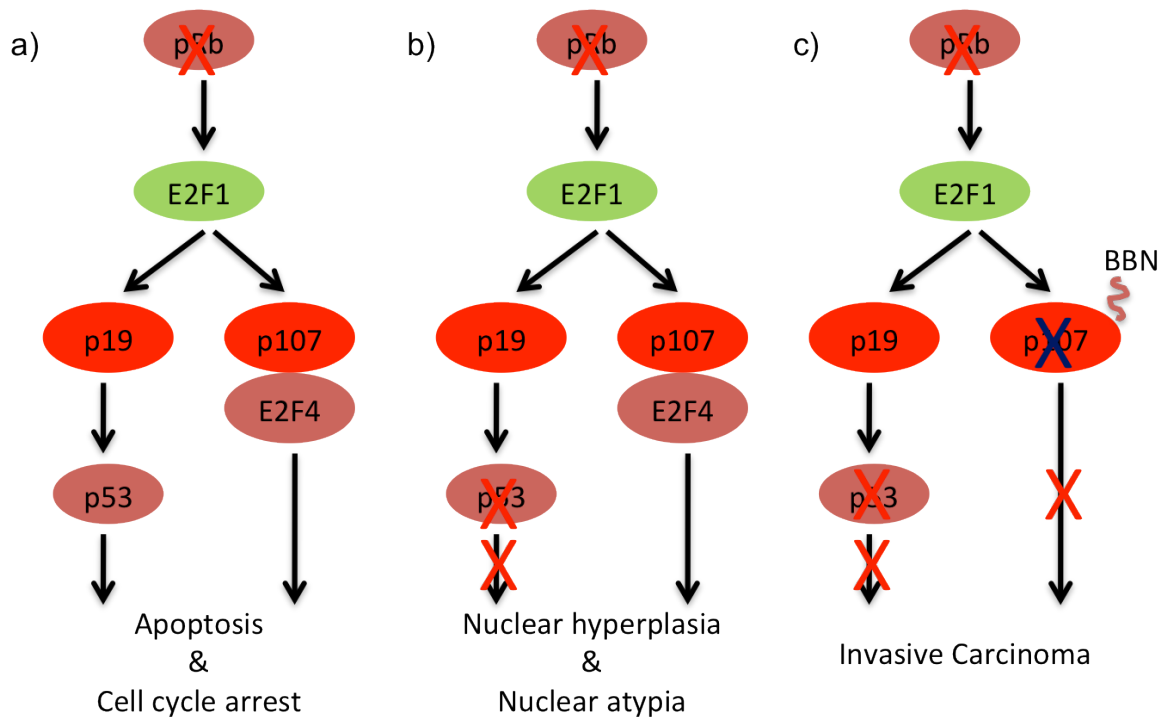 a)
pRb
E2F1
p19
p107
E2F4
p53
Apoptosis
&
Cell cycle arrest
b)
pRb
E2F1
p19
p107
E2F4
p53
Nuclear hyperplasia
&
Nuclear atypia
c)
pRb
E2F1
BBN
p19
p107
p53
Invasive Carcinoma